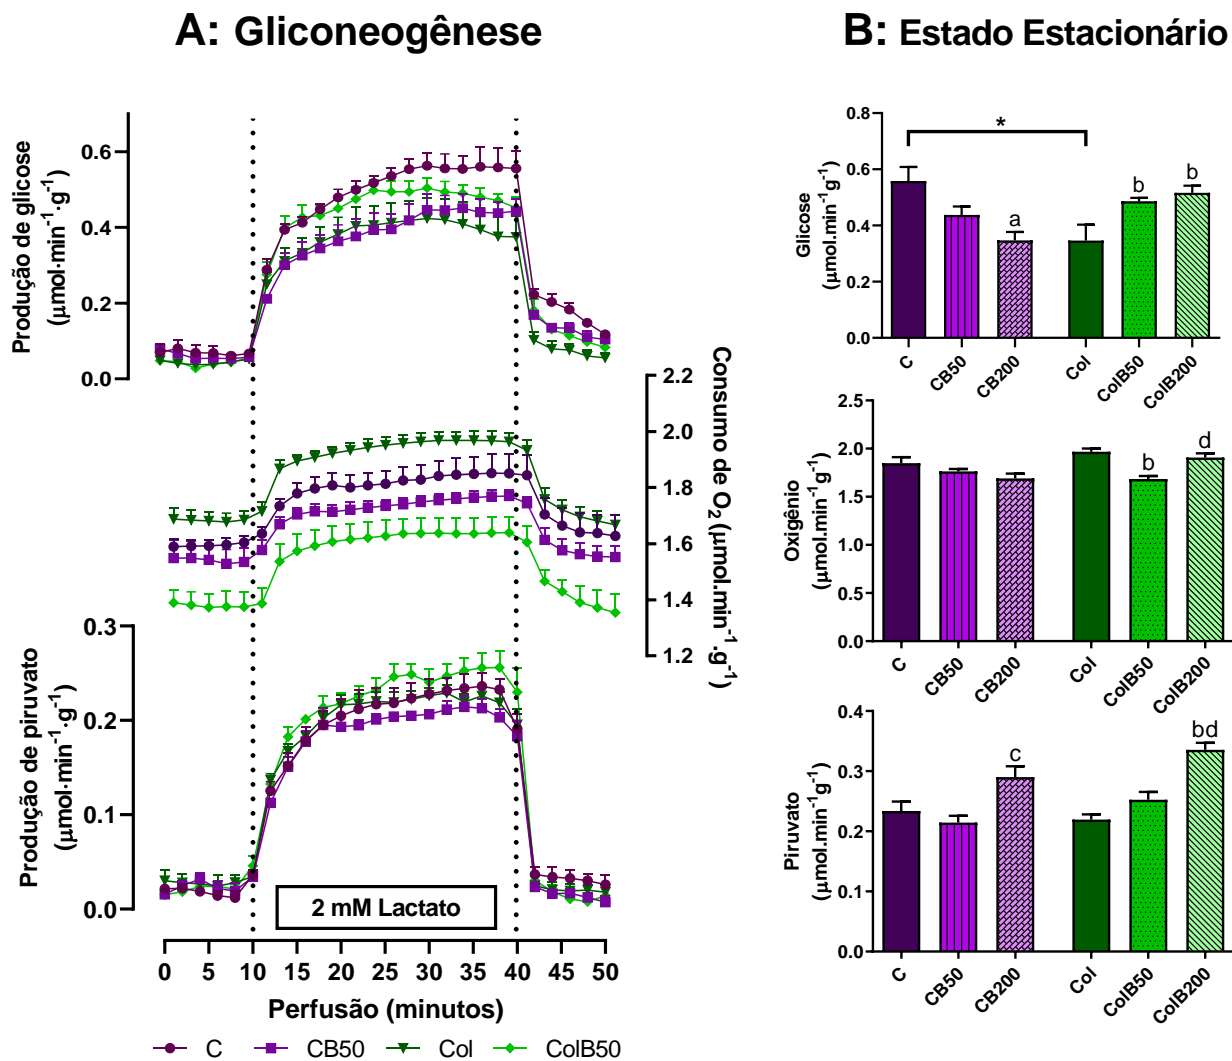 A: Gliconeogênese
Produção de glicose
(μmol·min⁻¹·g⁻¹)
0.6
0.4
0.2
0.0
Consumo de O₂ (μmol.min⁻¹.g⁻¹)
2.2
2.0
1.8
1.6
1.4
1.2
Produção de piruvato
(μmol·min⁻¹·g⁻¹)
0.3
0.2
0.1
0.0
2 mM Lactato
0 5 10 15 20 25 30 35 40 45 50
Perfusão (minutos)
C CB50 Col ColB50
B: Estado Estacionário
Glicose
(μmol.min⁻¹g⁻¹)
0.8
0.6
0.4
0.2
0.0
*
a b b
C CB50 CB200 Col ColB50 ColB200
Oxigênio
(μmol.min⁻¹g⁻¹)
2.5
2.0
1.5
1.0
0.5
0.0
b d
C CB50 CB200 Col ColB50 ColB200
Piruvato
(μmol.min⁻¹g⁻¹)
0.4
0.3
0.2
0.1
0.0
c bd
C CB50 CB200 Col ColB50 ColB200